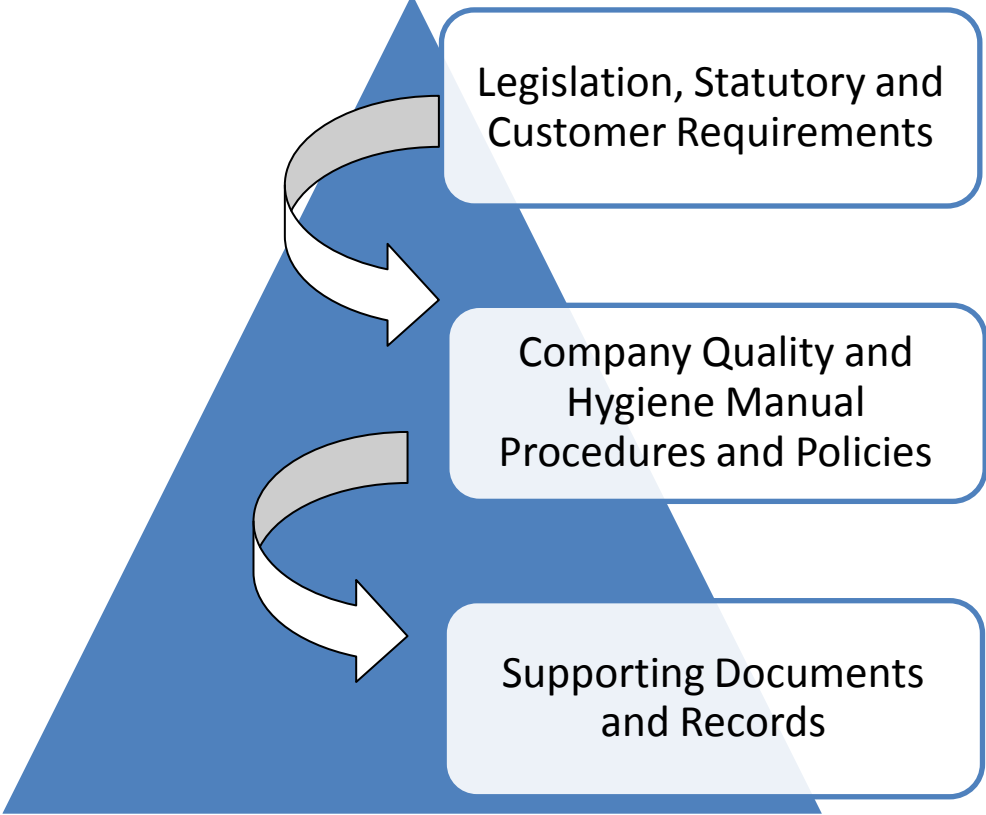 Legislation, Statutory and
Customer Requirements
Company Quality and
Hygiene Manual
Procedures and Policies
Supporting Documents
and Records